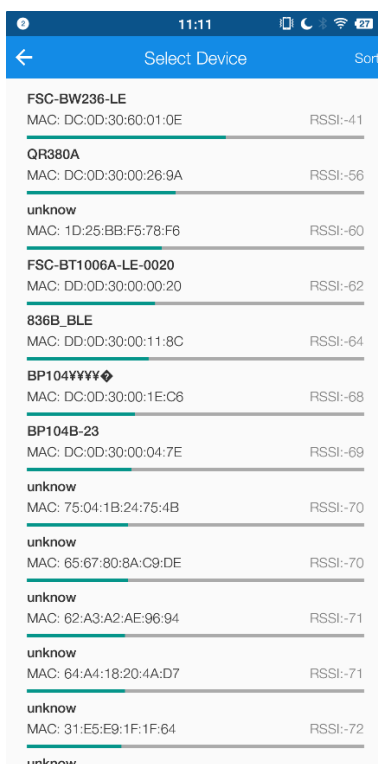 2 11:11 27
Select Device Sort
FSC-BW236-LE
MAC: DC:0D:30:60:01:0E RSSI:-41
QR380A
MAC: DC:0D:30:00:26:9A RSSI:-56
unknow
MAC: 1D:25:BB:F5:78:F6 RSSI:-60
FSC-BT1006A-LE-0020
MAC: DD:0D:30:00:00:20 RSSI:-62
836B_BLE
MAC: DD:0D:30:00:11:8C RSSI:-64
BP104¥¥¥¥�
MAC: DC:0D:30:00:1E:C6 RSSI:-68
BP104B-23
MAC: DC:0D:30:00:04:7E RSSI:-69
unknow
MAC: 75:04:1B:24:75:4B RSSI:-70
unknow
MAC: 65:67:80:8A:C9:DE RSSI:-70
unknow
MAC: 62:A3:A2:AE:96:94 RSSI:-71
unknow
MAC: 64:A4:18:20:4A:D7 RSSI:-71
unknow
MAC: 31:E5:E9:1F:1F:64 RSSI:-72
unknow